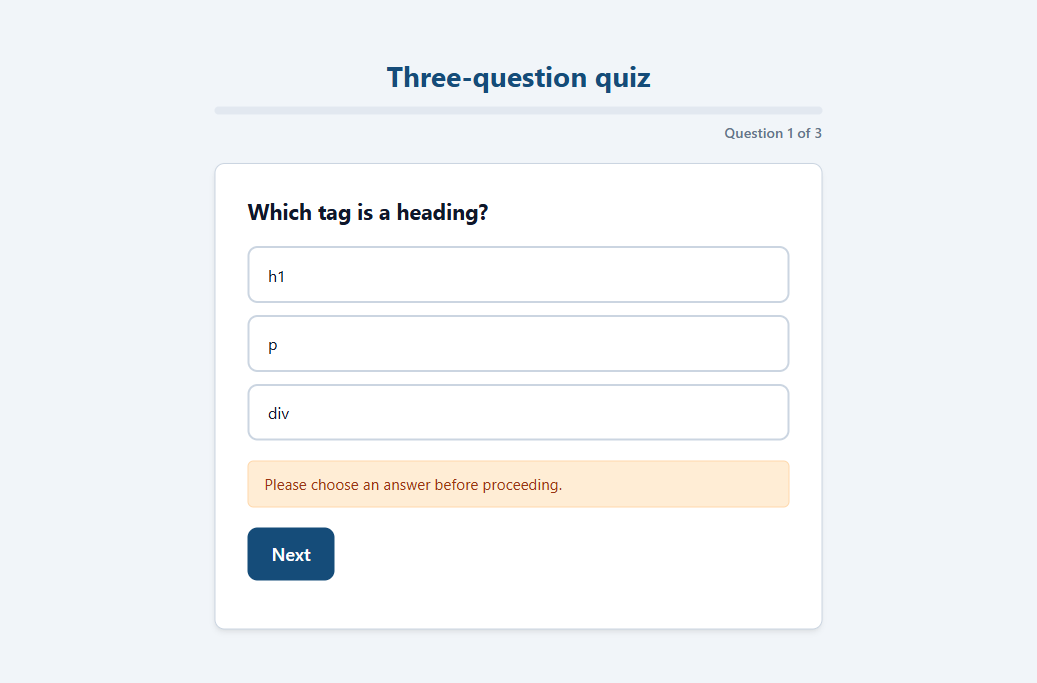 Three-question quiz
Question 1 of 3
Which tag is a heading?
h1
p
div
Please choose an answer before proceeding.
Next